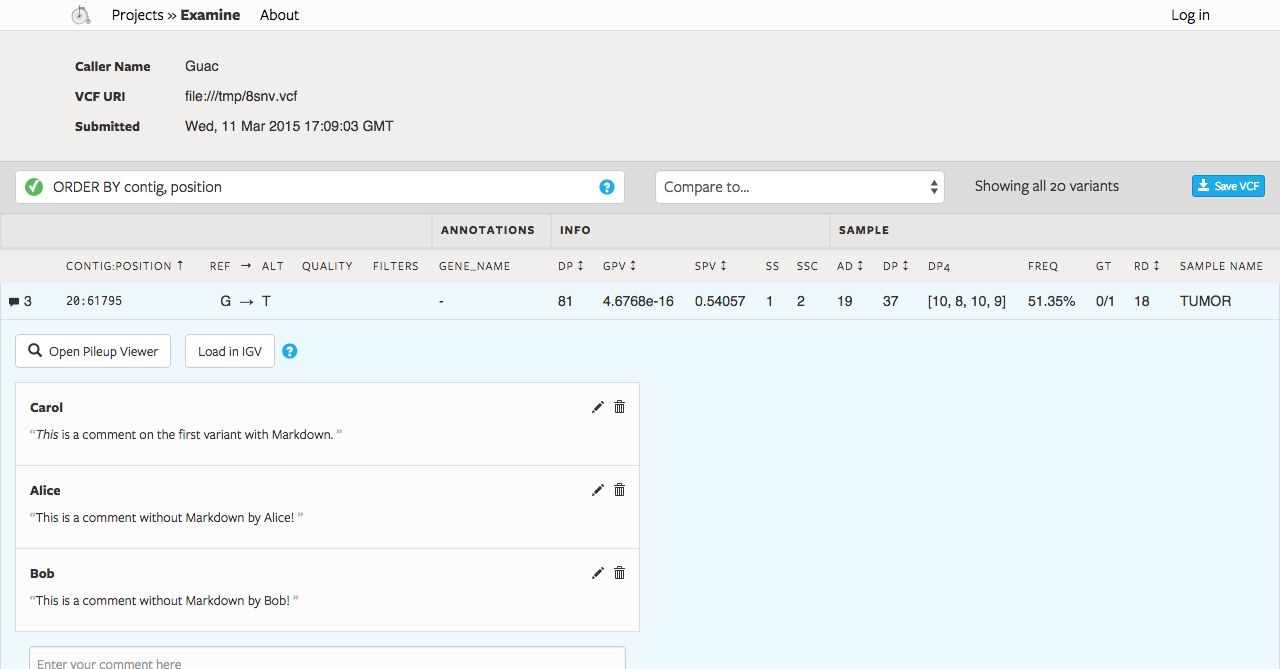 Projects » Examine About Log in
Caller Name Guac
VCF URI file:///tmp/8snv.vcf
Submitted Wed, 11 Mar 2015 17:09:03 GMT
ORDER BY contig, position ? Compare to... Showing all 20 variants Save VCF
ANNOTATIONS INFO SAMPLE
CONTIG:POSITION ↑ REF → ALT QUALITY FILTERS GENE_NAME DP ↕ GPV ↕ SPV ↕ SS SSC AD ↕ DP ↕ DP4 FREQ GT RD ↕ SAMPLE NAME
3 20:61795 G → T - 81 4.6768e-16 0.54057 1 2 19 37 [10, 8, 10, 9] 51.35% 0/1 18 TUMOR
Open Pileup Viewer Load in IGV ?
Carol
“This is a comment on the first variant with Markdown. ”
Alice
“This is a comment without Markdown by Alice! ”
Bob
“This is a comment without Markdown by Bob! ”
Enter your comment here